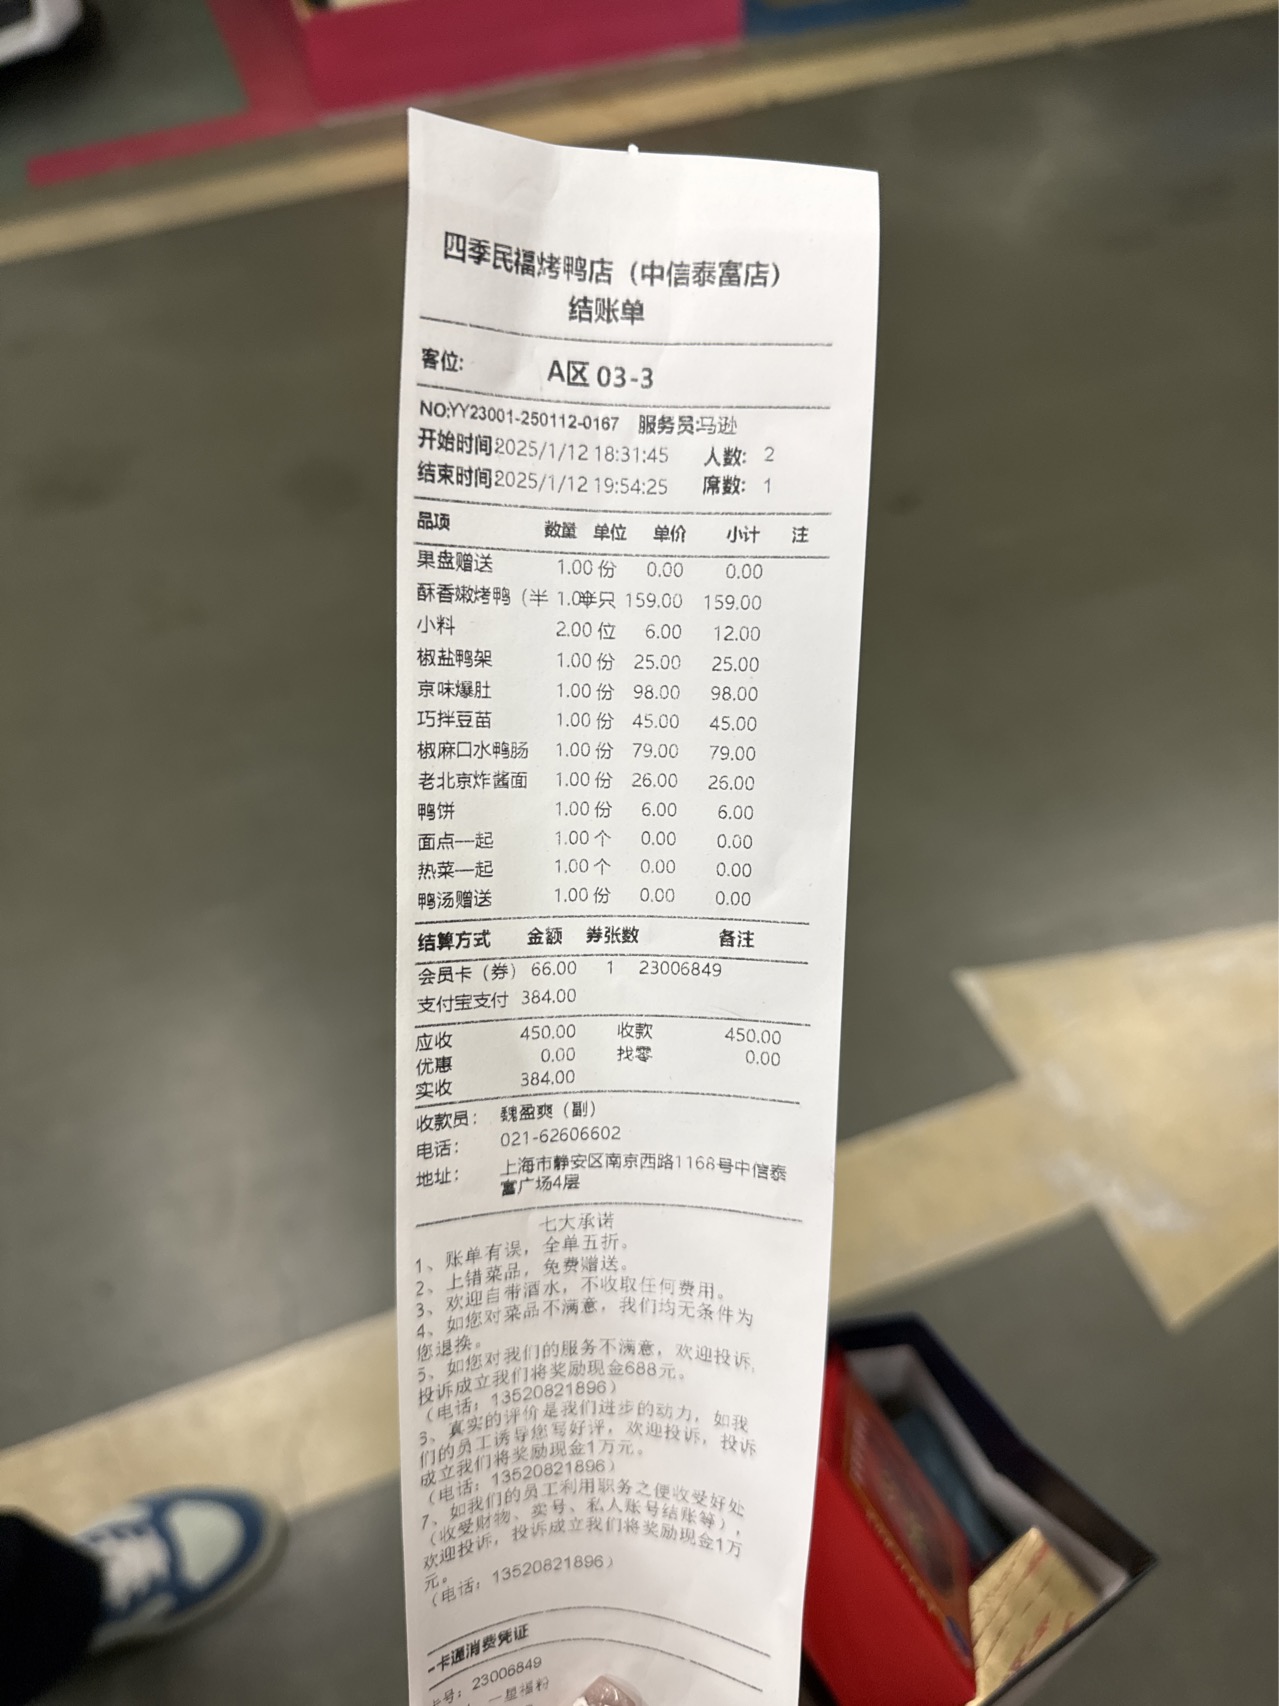 四季民福烤鸭店（中信泰富店）
结账单
客位: A区 03-3
NO:YY23001-250112-0167 服务员:马逊
开始时间2025/1/12 18:31:45 人数: 2
结束时间2025/1/12 19:54:25 席数: 1
品项 数量 单位 单价 小计 注
果盘赠送 1.00 份 0.00 0.00
酥香嫩烤鸭（半 1.00 半只 159.00 159.00
小料 2.00 位 6.00 12.00
椒盐鸭架 1.00 份 25.00 25.00
京味爆肚 1.00 份 98.00 98.00
巧拌豆苗 1.00 份 45.00 45.00
椒麻口水鸭肠 1.00 份 79.00 79.00
老北京炸酱面 1.00 份 26.00 26.00
鸭饼 1.00 份 6.00 6.00
面点一起 1.00 个 0.00 0.00
热菜一起 1.00 个 0.00 0.00
鸭汤赠送 1.00 份 0.00 0.00
结算方式 金额 券张数 备注
会员卡（券）66.00 1 23006849
支付宝支付 384.00
应收 450.00 收款 450.00
优惠 0.00 找零 0.00
实收 384.00
收款员: 魏盈爽（副）
电话: 021-62606602
地址: 上海市静安区南京西路1168号中信泰
富广场4层
七大承诺
1、账单有误，全单五折。
2、上错菜品，免费赠送。
3、欢迎自带酒水，不收取任何费用。
4、如您对菜品不满意，我们均无条件为
您退换。
5、如您对我们的服务不满意，欢迎投诉，
投诉成立我们将奖励现金688元。
（电话：13520821896）
6、真实的评价是我们进步的动力，如我
们的员工诱导您写好评，欢迎投诉，投诉
成立我们将奖励现金1万元。
（电话：13520821896）
7、如我们的员工利用职务之便收受好处
（收受财物、卖号、私人账号结账等），
欢迎投诉，投诉成立我们将奖励现金1万
元。
（电话：13520821896）
一卡通消费凭证
卡号: 23006849
一星福粉